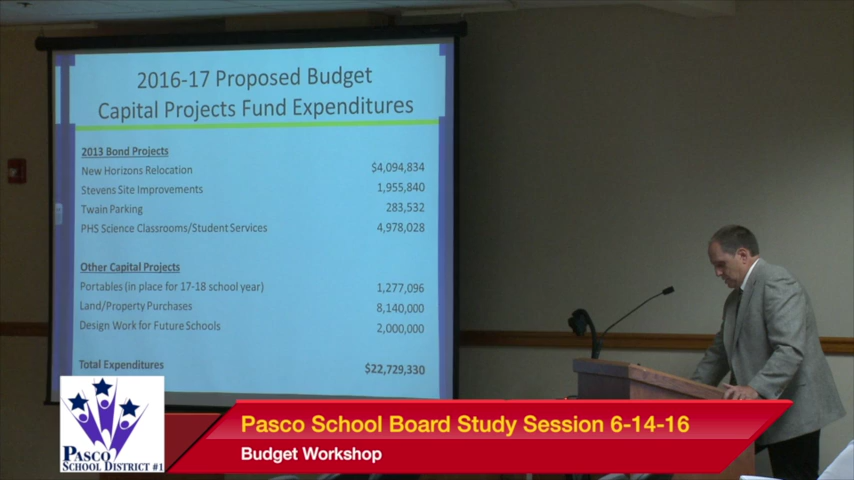 2016-17 Proposed Budget
Capital Projects Fund Expenditures
2013 Bond Projects
New Horizons Relocation $4,094,834
Stevens Site Improvements 1,955,840
Twain Parking 283,532
PHS Science Classrooms/Student Services 4,978,028
Other Capital Projects
Portables (in place for 17-18 school year) 1,277,096
Land/Property Purchases 8,140,000
Design Work for Future Schools 2,000,000
Total Expenditures $22,729,330
PASCO
SCHOOL DISTRICT #1
Pasco School Board Study Session 6-14-16
Budget Workshop